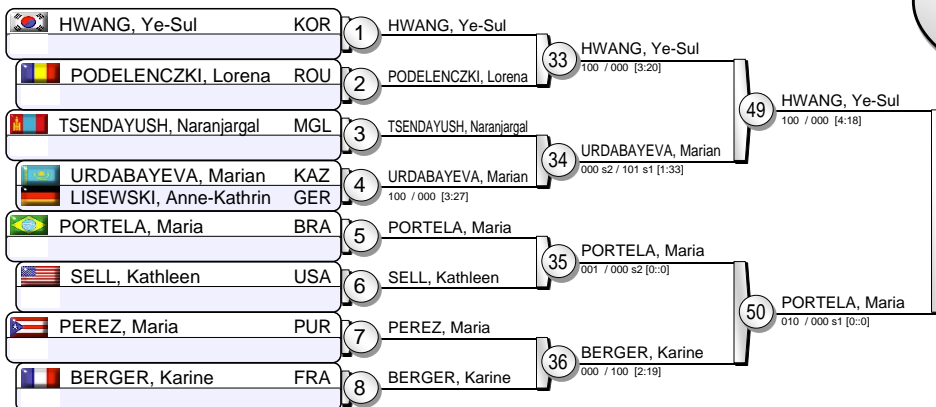 HWANG, Ye-Sul KOR
PODELENCZKI, Lorena ROU
TSENDAYUSH, Naranjargal MGL
URDABAYEVA, Marian KAZ
LISEWSKI, Anne-Kathrin GER
PORTELA, Maria BRA
SELL, Kathleen USA
PEREZ, Maria PUR
BERGER, Karine FRA
1 HWANG, Ye-Sul
2 PODELENCZKI, Lorena
3 TSENDAYUSH, Naranjargal
4 URDABAYEVA, Marian
100 / 000 [3:27]
5 PORTELA, Maria
6 SELL, Kathleen
7 PEREZ, Maria
8 BERGER, Karine
33 HWANG, Ye-Sul
100 / 000 [3:20]
34 URDABAYEVA, Marian
000 s2 / 101 s1 [1:33]
35 PORTELA, Maria
001 / 000 s2 [0::0]
36 BERGER, Karine
000 / 100 [2:19]
49 HWANG, Ye-Sul
100 / 000 [4:18]
50 PORTELA, Maria
010 / 000 s1 [0::0]